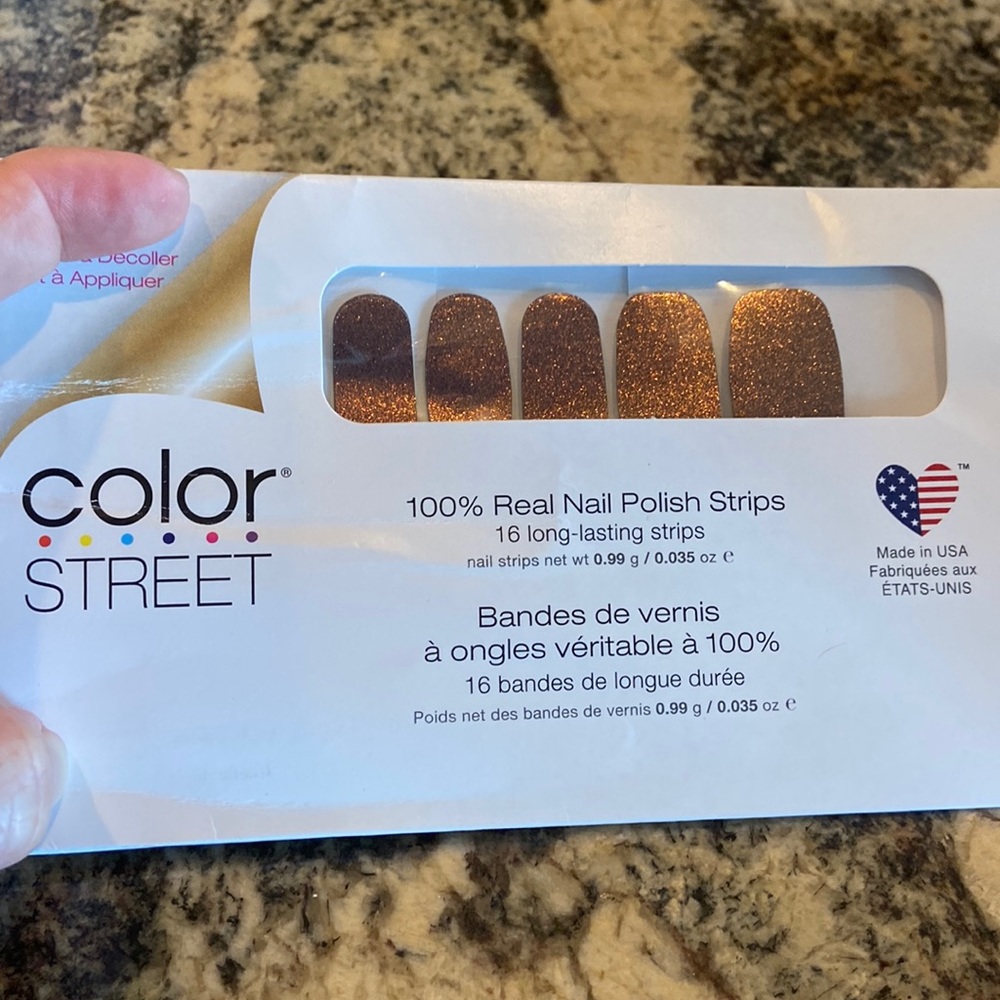 Décoller
à Appliquer
color®
STREET
100% Real Nail Polish Strips
16 long-lasting strips
nail strips net wt 0.99 g / 0.035 oz ℮
Bandes de vernis
à ongles véritable à 100%
16 bandes de longue durée
Poids net des bandes de vernis 0.99 g / 0.035 oz ℮
TM
Made in USA
Fabriquées aux
ÉTATS-UNIS